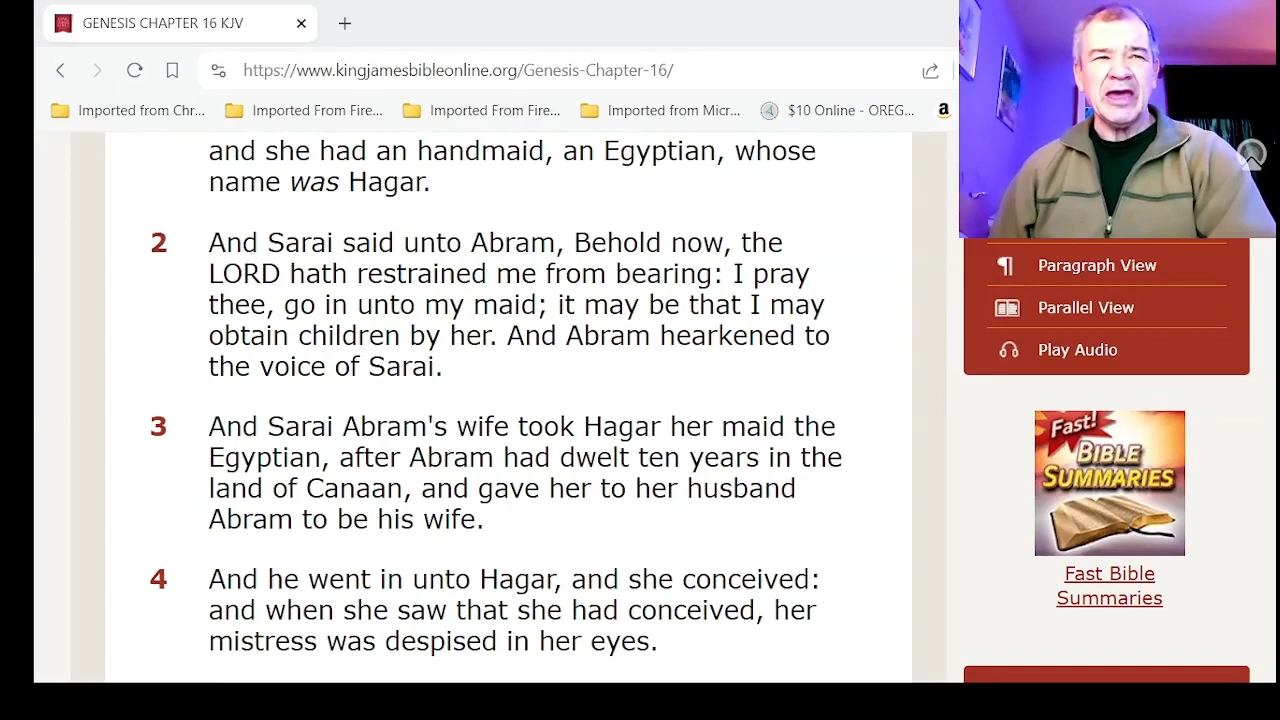 GENESIS CHAPTER 16 KJV
https://www.kingjamesbibleonline.org/Genesis-Chapter-16/
Imported from Chr...
Imported From Fire...
Imported From Fire...
Imported from Micr...
$10 Online - OREG...
and she had an handmaid, an Egyptian, whose
name was Hagar.
2 And Sarai said unto Abram, Behold now, the
LORD hath restrained me from bearing: I pray
thee, go in unto my maid; it may be that I may
obtain children by her. And Abram hearkened to
the voice of Sarai.
3 And Sarai Abram's wife took Hagar her maid the
Egyptian, after Abram had dwelt ten years in the
land of Canaan, and gave her to her husband
Abram to be his wife.
4 And he went in unto Hagar, and she conceived:
and when she saw that she had conceived, her
mistress was despised in her eyes.
Paragraph View
Parallel View
Play Audio
Fast!
BIBLE
SUMMARIES
Fast Bible
Summaries